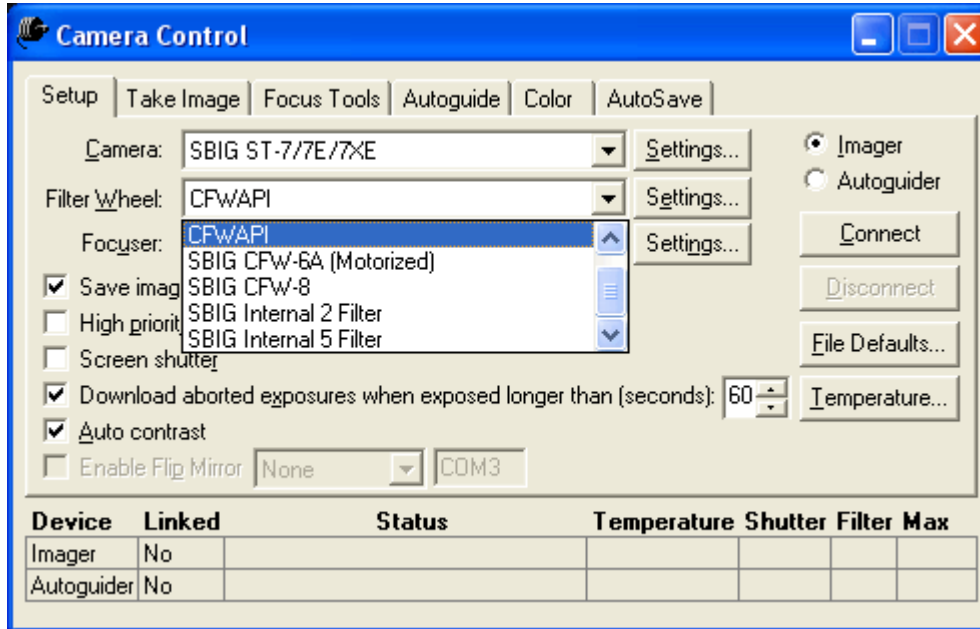 Camera Control
Setup Take Image Focus Tools Autoguide Color AutoSave
Camera: SBIG ST-7/7E/7XE Settings... Imager
Autoguider
Filter Wheel: CFWAPI Settings...
CFWAPI
Focuser: Settings... Connect
SBIG CFW-6A (Motorized)
Save imag SBIG CFW-8 Disconnect
High priorit SBIG Internal 2 Filter
SBIG Internal 5 Filter File Defaults...
Screen shutter
Download aborted exposures when exposed longer than (seconds): 60 Temperature...
Auto contrast
Enable Flip Mirror None COM3
Device Linked Status Temperature Shutter Filter Max
Imager No
Autoguider No